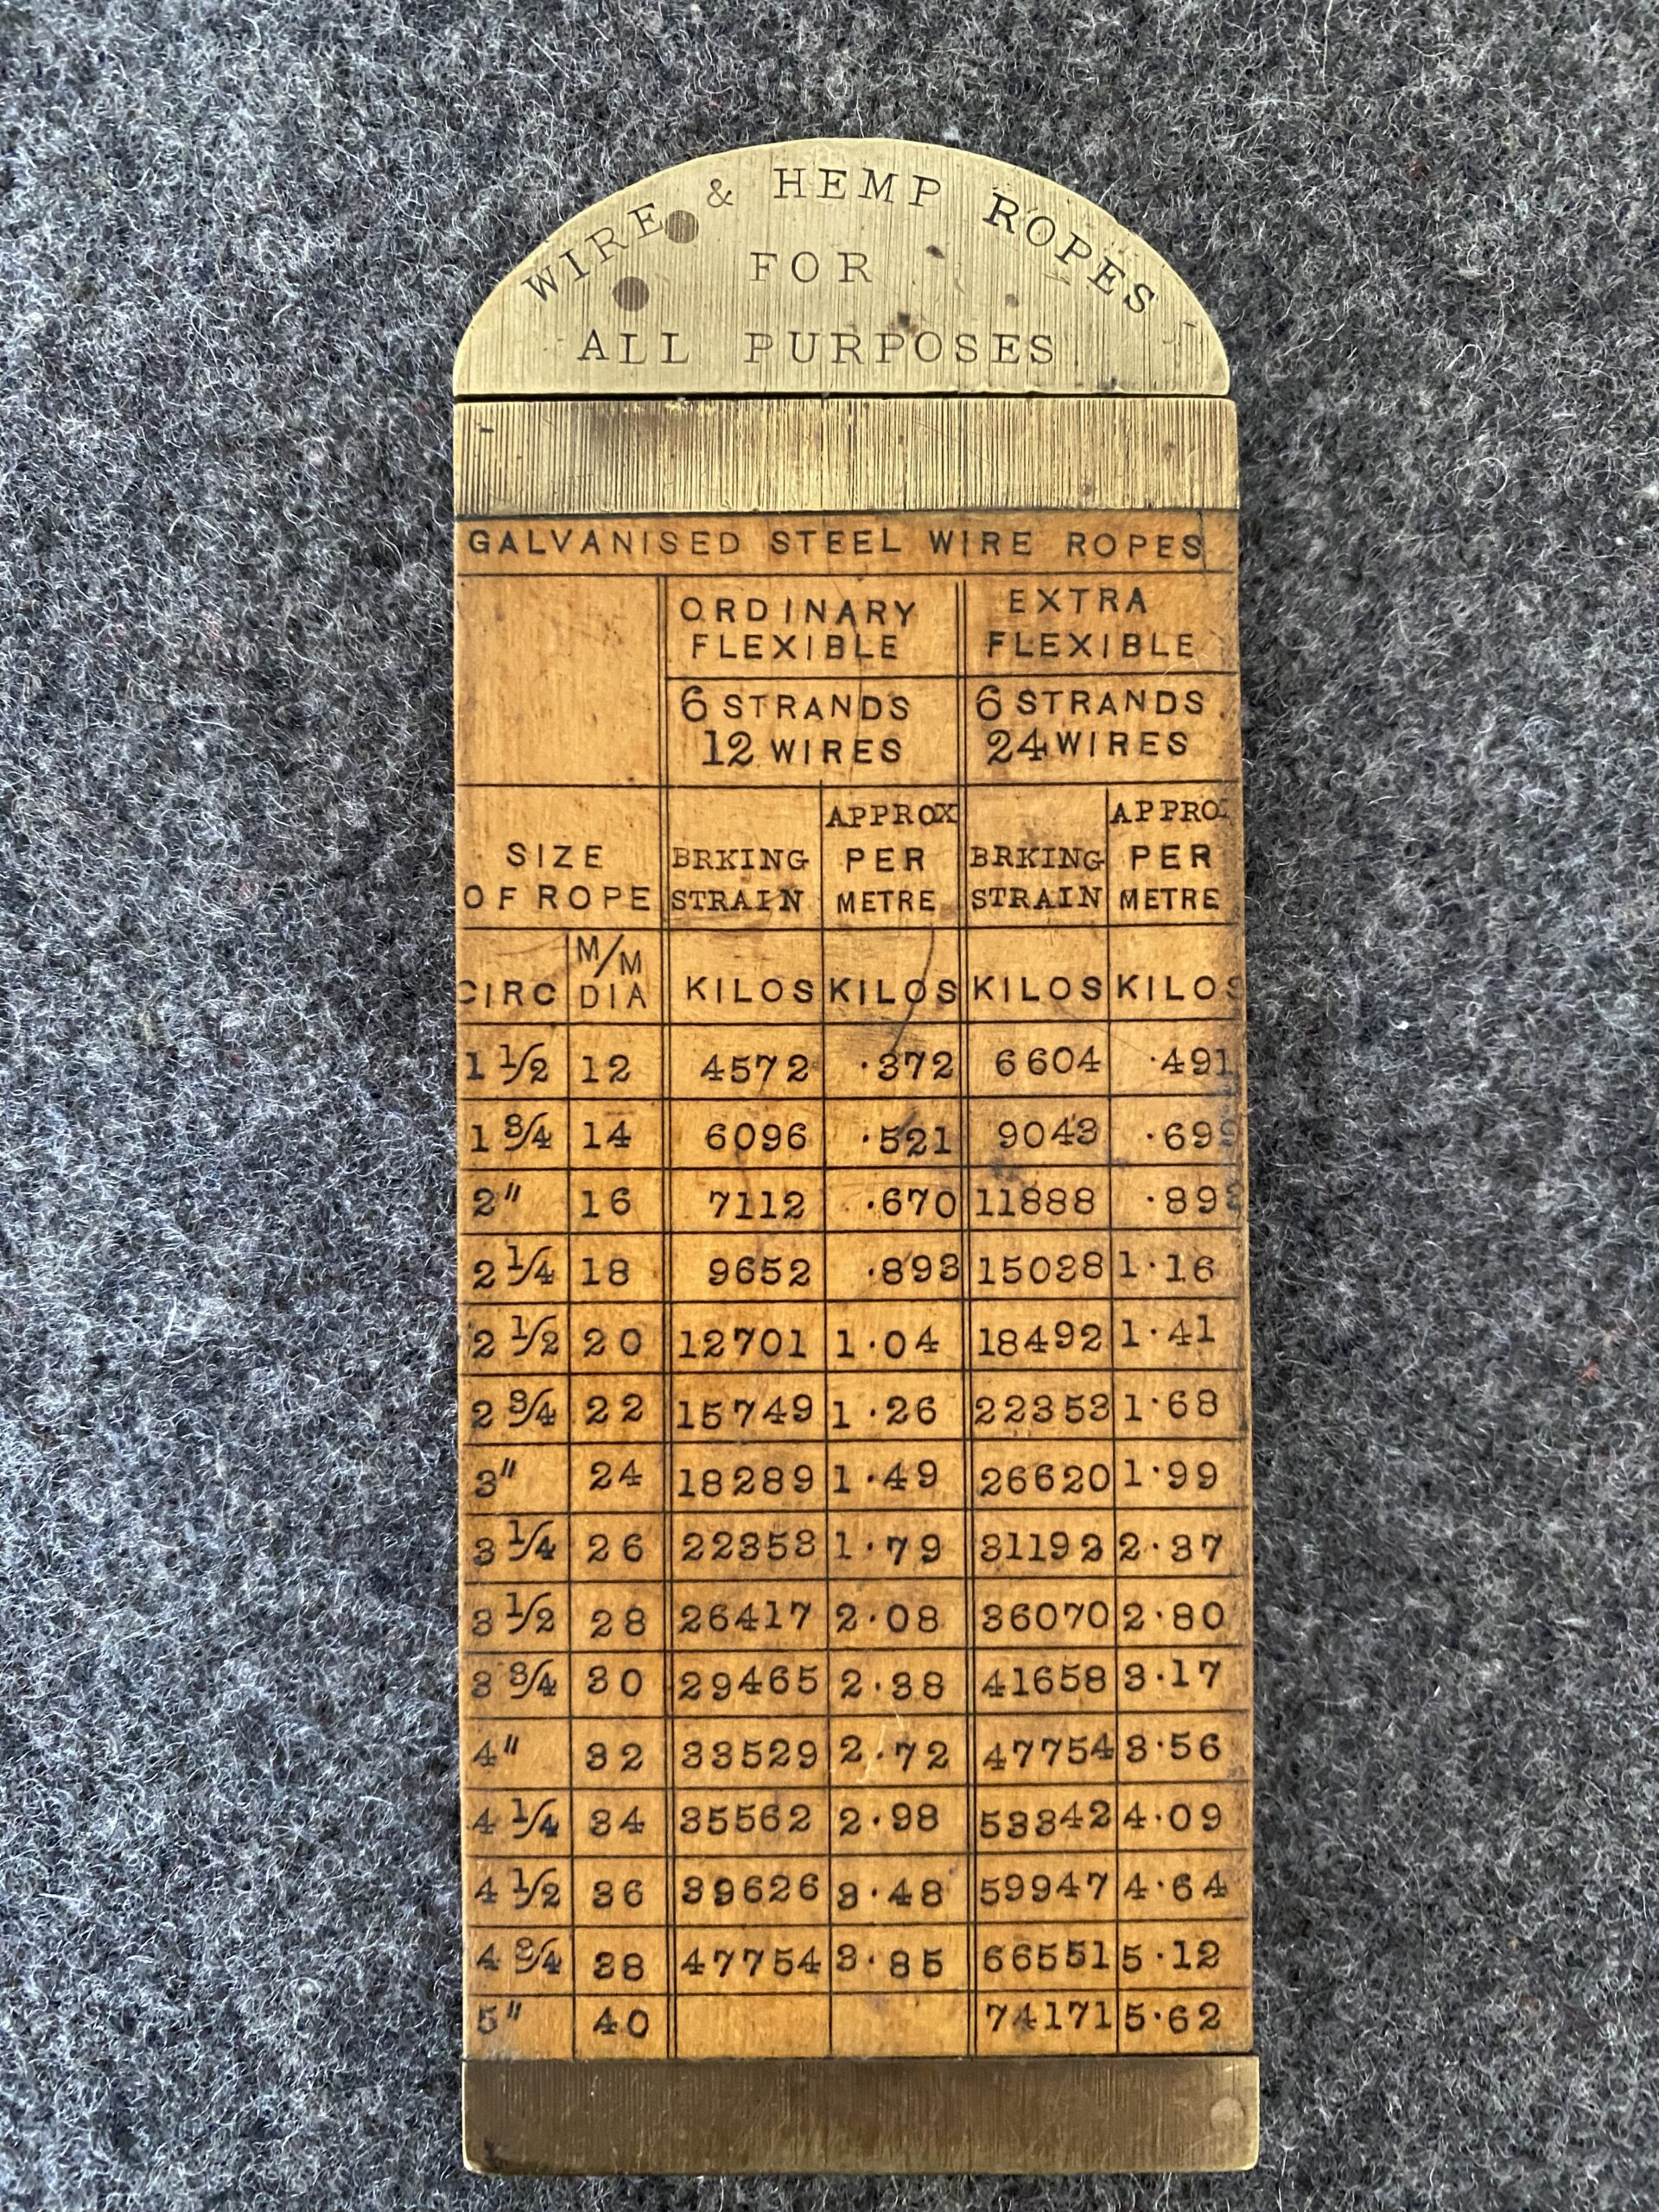 WIRE & HEMP ROPES
FOR
ALL PURPOSES
GALVANISED STEEL WIRE ROPES
ORDINARY FLEXIBLE EXTRA FLEXIBLE
6 STRANDS 12 WIRES 6 STRANDS 24 WIRES
SIZE OF ROPE BRKING STRAIN APPROX PER METRE BRKING STRAIN APPRO PER METRE
CIRC M/M DIA KILOS KILOS KILOS KILOS
1 1/2 12 4572 ·372 6604 ·491
1 3/4 14 6096 ·521 9043 ·69
2" 16 7112 ·670 11888 ·89
2 1/4 18 9652 ·893 15038 1·16
2 1/2 20 12701 1·04 18492 1·41
2 3/4 22 15749 1·26 22353 1·68
3" 24 18289 1·49 26620 1·99
3 1/4 26 22353 1·79 31192 2·37
3 1/2 28 26417 2·08 36070 2·80
3 3/4 30 29465 2·38 41658 3·17
4" 32 33529 2·72 47754 3·56
4 1/4 34 35562 2·98 53342 4·09
4 1/2 36 39626 3·48 59947 4·64
4 3/4 38 47754 3·85 66551 5·12
5" 40 74171 5·62